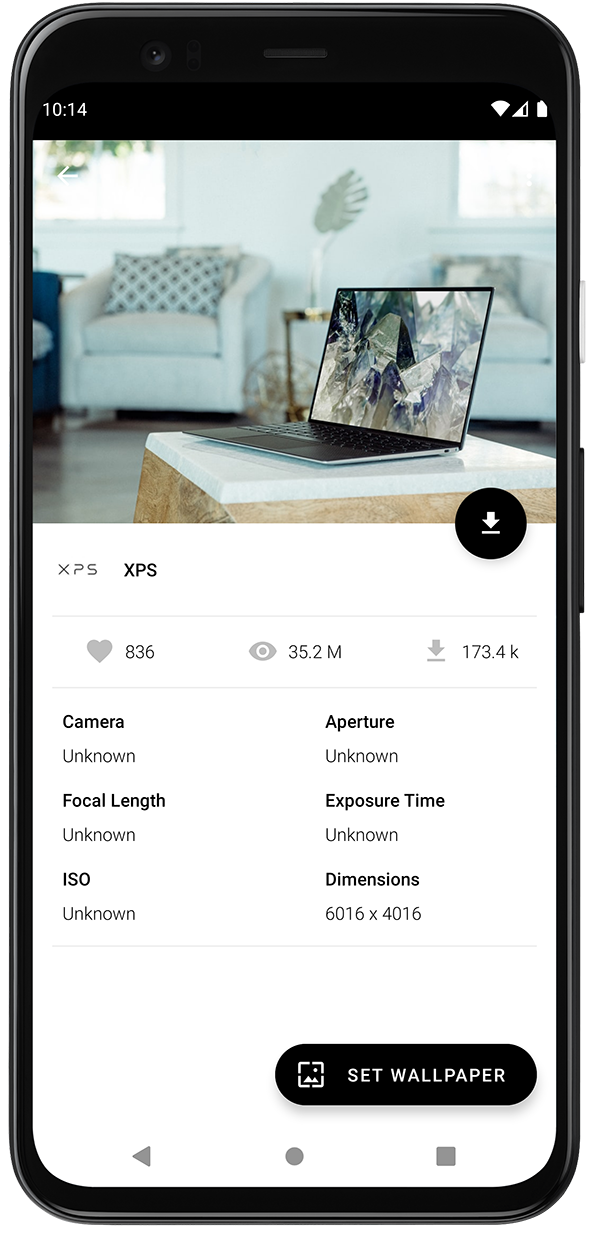 10:14
XPS XPS
836 35.2 M 173.4 k
Camera Aperture
Unknown Unknown
Focal Length Exposure Time
Unknown Unknown
ISO Dimensions
Unknown 6016 x 4016
SET WALLPAPER